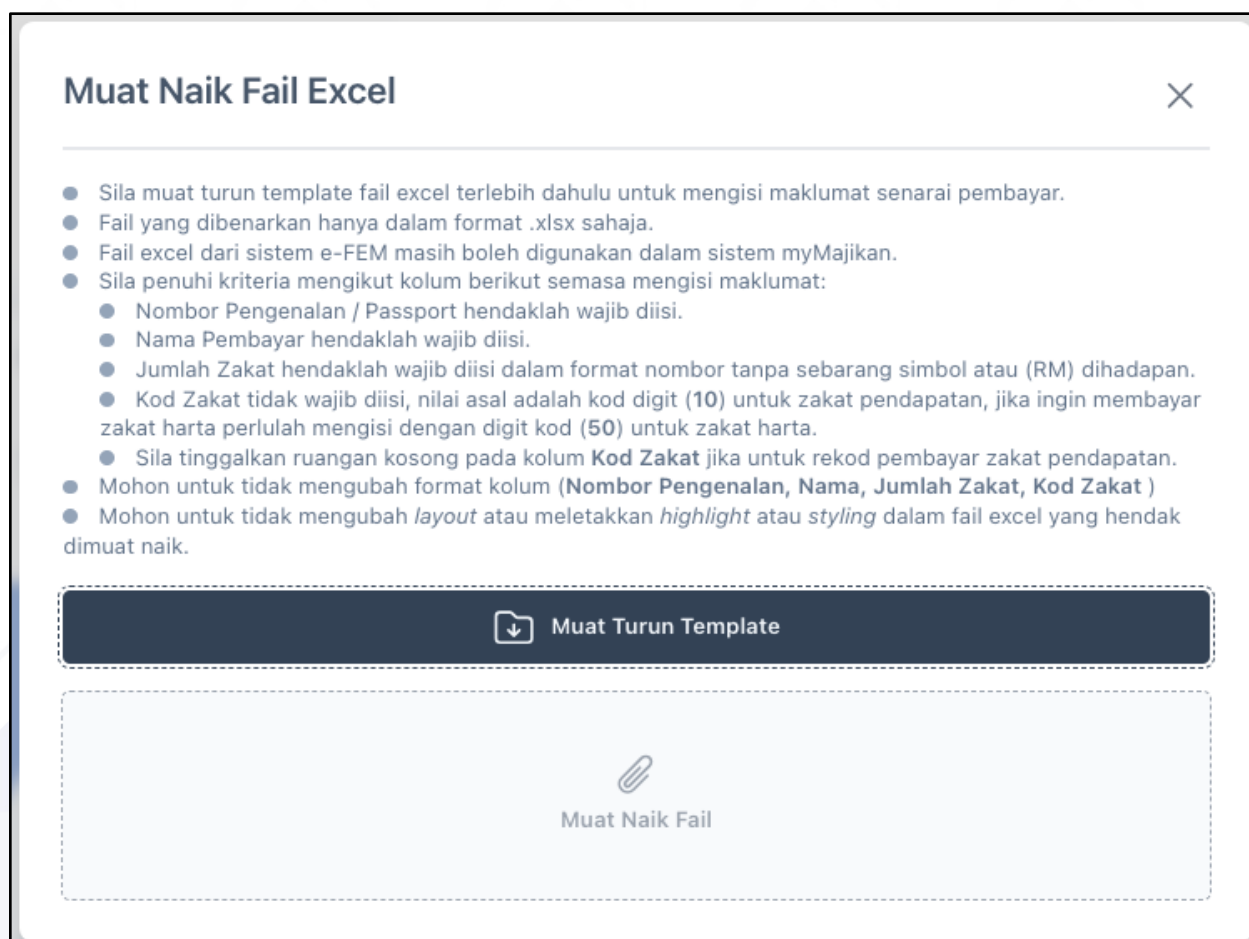 Muat Naik Fail Excel
Sila muat turun template fail excel terlebih dahulu untuk mengisi maklumat senarai pembayar.
Fail yang dibenarkan hanya dalam format .xlsx sahaja.
Fail excel dari sistem e-FEM masih boleh digunakan dalam sistem myMajikan.
Sila penuhi kriteria mengikut kolum berikut semasa mengisi maklumat:
Nombor Pengenalan / Passport hendaklah wajib diisi.
Nama Pembayar hendaklah wajib diisi.
Jumlah Zakat hendaklah wajib diisi dalam format nombor tanpa sebarang simbol atau (RM) dihadapan.
Kod Zakat tidak wajib diisi, nilai asal adalah kod digit (10) untuk zakat pendapatan, jika ingin membayar
zakat harta perlulah mengisi dengan digit kod (50) untuk zakat harta.
Sila tinggalkan ruangan kosong pada kolum Kod Zakat jika untuk rekod pembayar zakat pendapatan.
Mohon untuk tidak mengubah format kolum (Nombor Pengenalan, Nama, Jumlah Zakat, Kod Zakat )
Mohon untuk tidak mengubah layout atau meletakkan highlight atau styling dalam fail excel yang hendak
dimuat naik.
Muat Turun Template
Muat Naik Fail